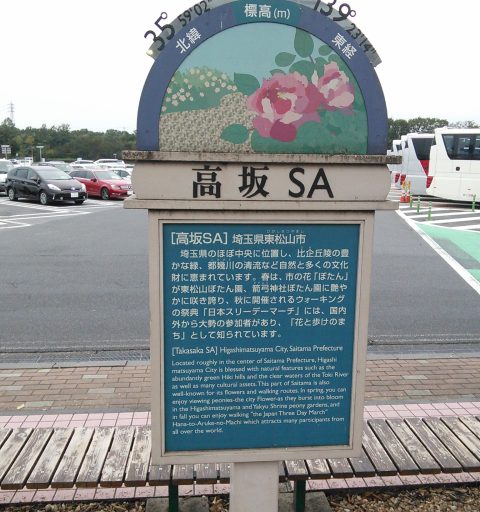 標高(m)
35°59'02"
139°23'14"
北緯
東経
高坂 SA
[高坂SA] 埼玉県東松山市
埼玉県のほぼ中央に位置し、比企丘陵の豊
かな緑、都幾川の清流など自然と多くの文化
財に恵まれています。春は、市の花「ぼたん」
が東松山ぼたん園、箭弓神社ぼたん園に艶や
かに咲き誇り、秋に開催されるウォーキング
の祭典「日本スリーデーマーチ」には、国内
外から大勢の参加者があり、「花と歩けのま
ち」として知られています。
[Takasaka SA] Higashimatsuyama City, Saitama Prefecture
Located roughly in the center of Saitama Prefecture, Higashi
matsuyama City is blessed with natural features such as the
abundantly green Hiki hills and the clear waters of the Toki River
as well as many cultural assets. This part of Saitama is also
well-known for its flowers and walking routes. In spring, you can
enjoy viewing peonies-the city Flower-as they burst into bloom
in the Higashimatsuyama and Yakyu Shrine peony gardens, and
in fall you can enjoy walking "the Japan Three Day March"
Hana-to-Aruke-no-Machi which attracts many participants from
all over the world.